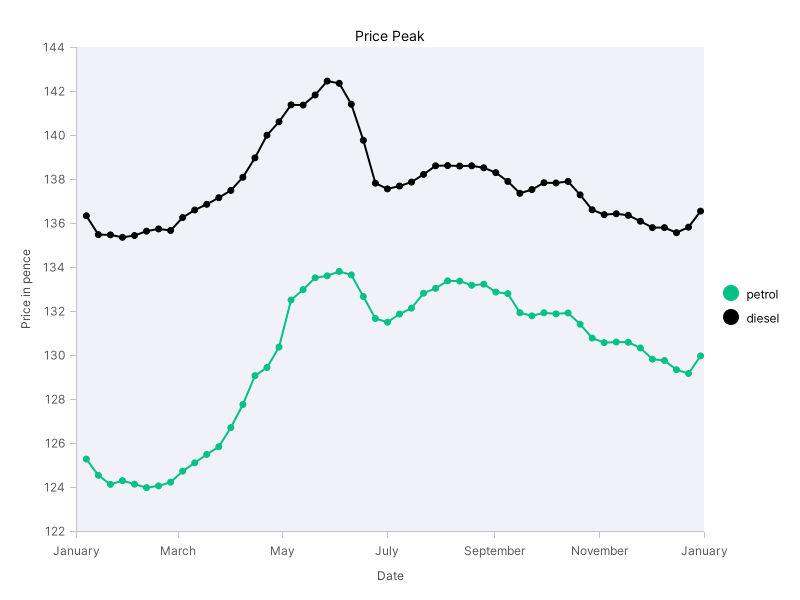 Price Peak
144
142
140
138
136
134
132
130
128
126
124
122
Price in pence
January March May July September November January
Date
petrol
diesel